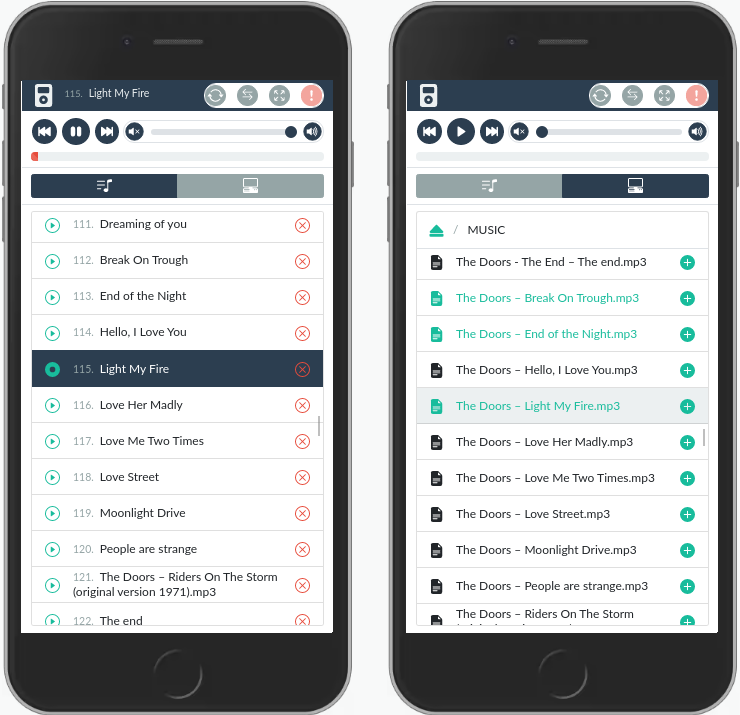 115. Light My Fire
111. Dreaming of you
112. Break On Trough
113. End of the Night
114. Hello, I Love You
115. Light My Fire
116. Love Her Madly
117. Love Me Two Times
118. Love Street
119. Moonlight Drive
120. People are strange
121. The Doors – Riders On The Storm
(original version 1971).mp3
122. The end
/ MUSIC
The Doors - The End – The end.mp3
The Doors – Break On Trough.mp3
The Doors – End of the Night.mp3
The Doors – Hello, I Love You.mp3
The Doors – Light My Fire.mp3
The Doors – Love Her Madly.mp3
The Doors – Love Me Two Times.mp3
The Doors – Love Street.mp3
The Doors – Moonlight Drive.mp3
The Doors – People are strange.mp3
The Doors – Riders On The Storm